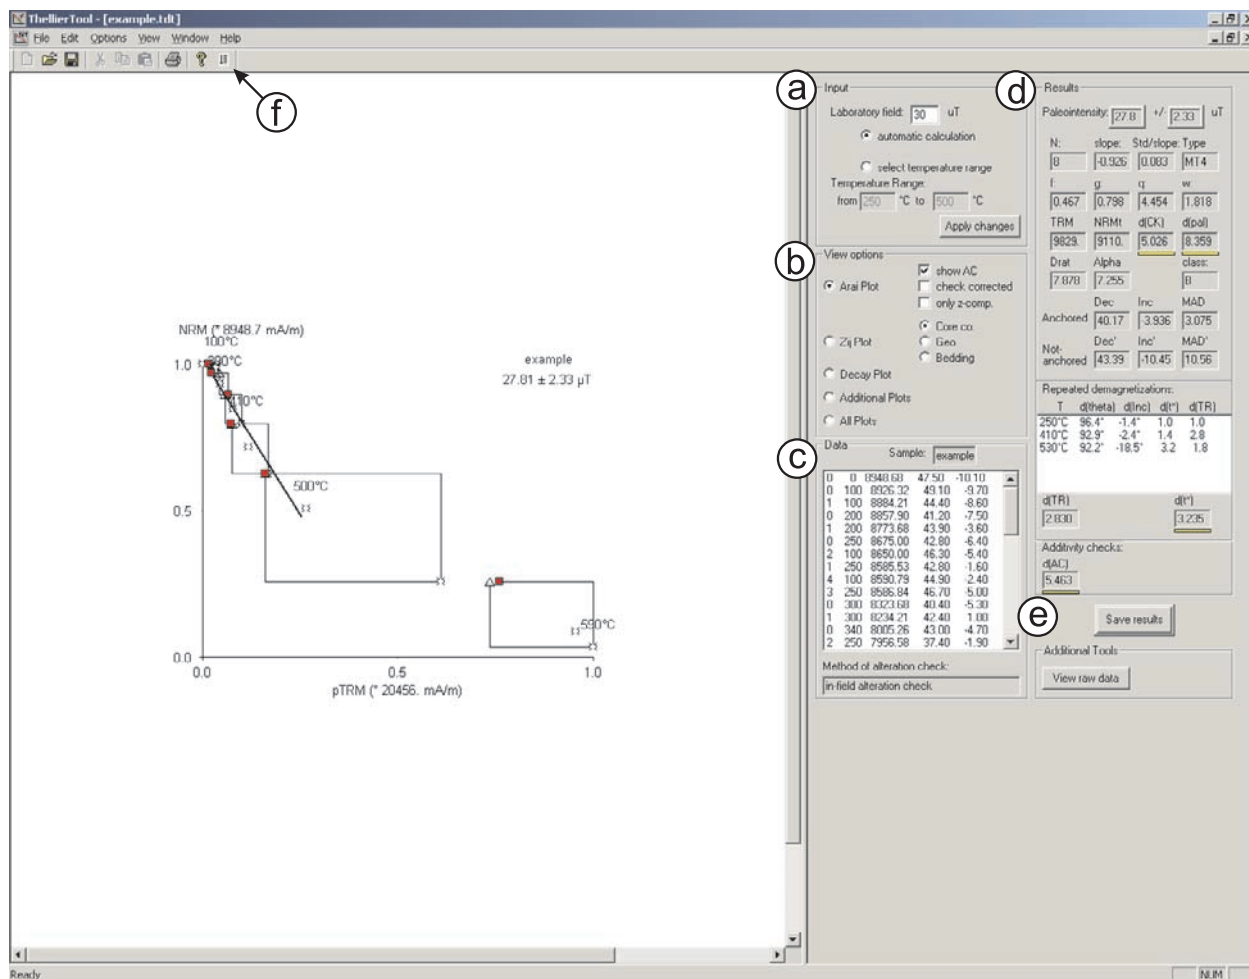 ThellierTool - [example.tdt]
File Edit Options View Window Help
f
NRM (* 8948.7 mA/m)
100°C
410°C
500°C
590°C
example
27.81 ± 2.33 µT
1.0
0.5
0.0
0.0 0.5 1.0
pTRM (* 20456. mA/m)
a
Input
Laboratory field: 30 uT
automatic calculation
select temperature range
Temperature Range:
from 250 °C to 500 °C
Apply changes
b
View options
show AC
Arai Plot
check corrected
only z-comp.
Core co.
Zij Plot
Geo
Bedding
Decay Plot
Additional Plots
All Plots
c
Data
Sample: example
0 0 8948.68 47.50 -10.10
0 100 8926.32 49.10 -9.70
1 100 8884.21 44.40 -8.60
0 200 8857.90 41.20 -7.50
1 200 8773.68 43.90 -3.60
0 250 8675.00 42.80 -6.40
2 100 8650.00 46.30 -5.40
1 250 8585.53 42.80 -1.60
4 100 8590.79 44.90 -2.40
3 250 8586.84 46.70 -5.00
0 300 8323.68 40.40 -5.30
1 300 8234.21 42.40 1.00
0 340 8005.26 43.00 -4.70
2 250 7956.58 37.40 -1.90
Method of alteration check:
in-field alteration check
d
Results
Paleointensity: 27.8 +/- 2.33 uT
N: slope: Std/slope: Type
8 -0.926 0.083 MT4
f: g: q: w:
0.467 0.798 4.454 1.818
TRM NRMt d(CK) d(pal)
9829. 9110. 5.026 8.359
Drat Alpha class:
7.878 7.255 B
Dec Inc MAD
Anchored 40.17 -3.936 3.075
Dec' Inc' MAD'
Not-anchored 43.39 -10.45 10.56
Repeated demagnetizations:
T d(theta) d(Inc) d(t*) d(TR)
250°C 96.4° -1.4° 1.0 1.0
410°C 92.9° -2.4° 1.4 2.8
530°C 92.2° -18.5° 3.2 1.8
d(TR) d(t*)
2.830 3.235
Additivity checks:
d(AC)
5.463
e
Save results
Additional Tools
View raw data
Ready
NUM